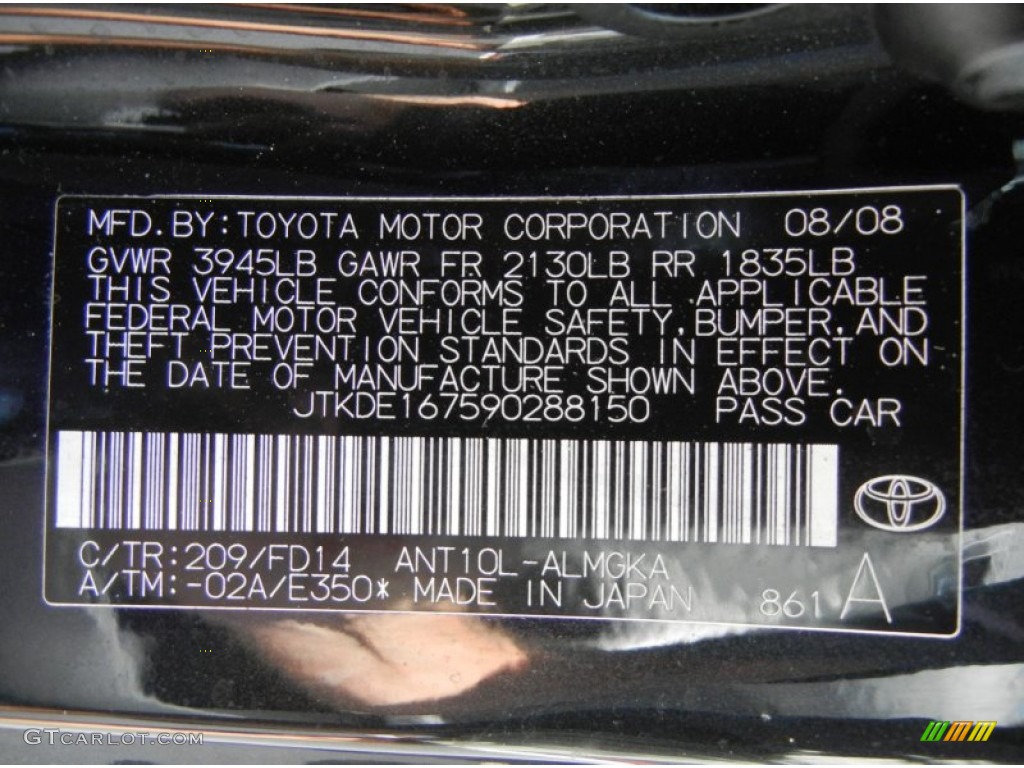 MFD. BY: TOYOTA MOTOR CORPORATION 08/08
GVWR 3945LB GAWR FR 2130LB RR 1835LB
THIS VEHICLE CONFORMS TO ALL APPLICABLE
FEDERAL MOTOR VEHICLE SAFETY, BUMPER, AND
THEFT PREVENTION STANDARDS IN EFFECT ON
THE DATE OF MANUFACTURE SHOWN ABOVE.
JTKDE167590288150 PASS CAR
C/TR:209/FD14 ANT10L-ALMGKA
A/TM:-02A/E350* MADE IN JAPAN 861 A
GTCARLOT.COM